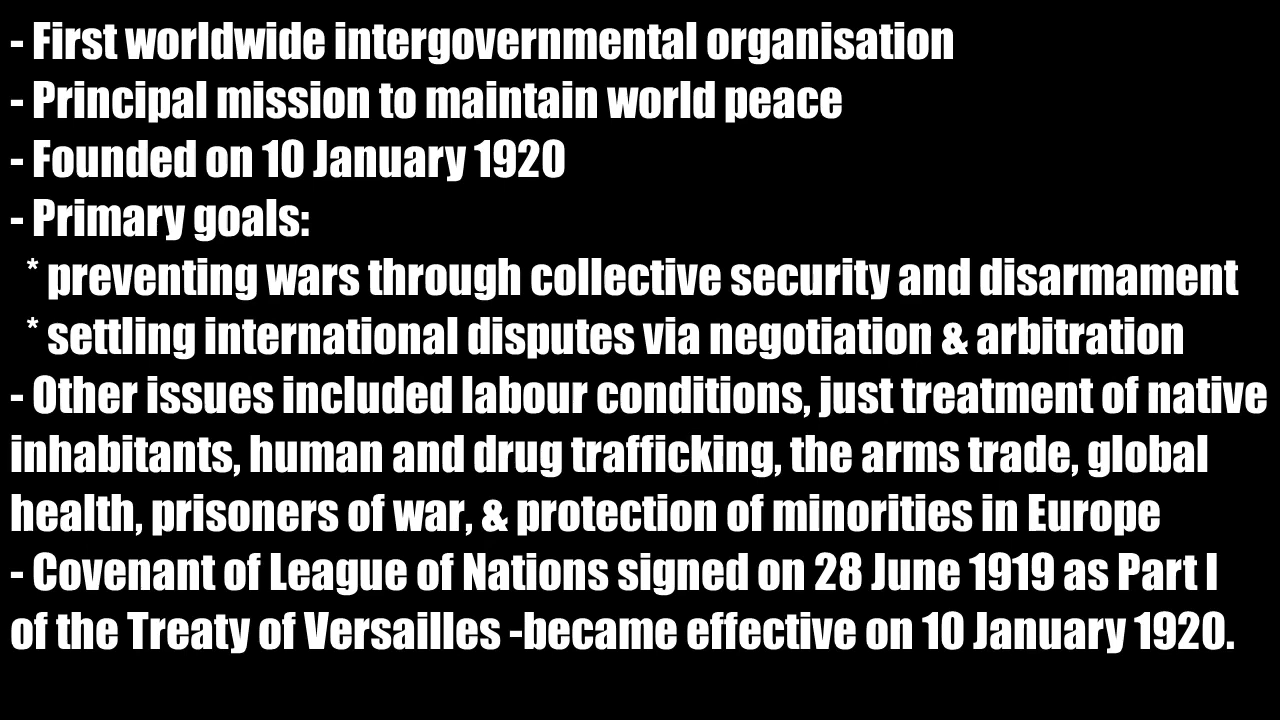 - First worldwide intergovernmental organisation
- Principal mission to maintain world peace
- Founded on 10 January 1920
- Primary goals:
* preventing wars through collective security and disarmament
* settling international disputes via negotiation & arbitration
- Other issues included labour conditions, just treatment of native
inhabitants, human and drug trafficking, the arms trade, global
health, prisoners of war, & protection of minorities in Europe
- Covenant of League of Nations signed on 28 June 1919 as Part I
of the Treaty of Versailles -became effective on 10 January 1920.